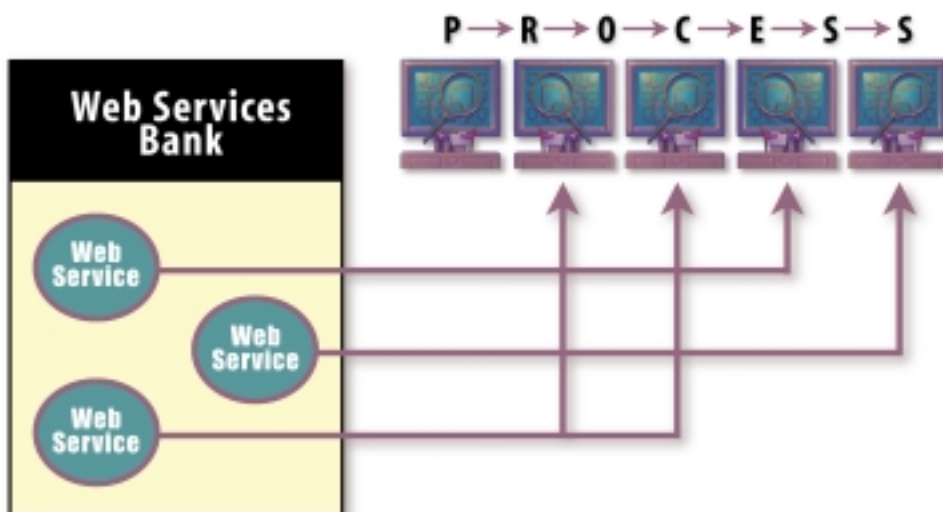 P → R → O → C → E → S → S
Web Services
Bank
Web
Service
Web
Service
Web
Service